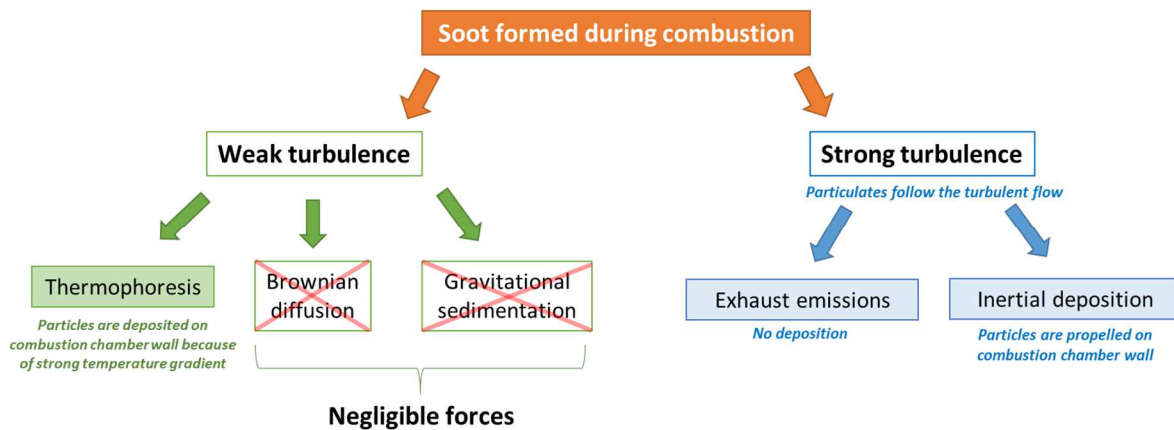 Soot formed during combustion
Weak turbulence
Strong turbulence
Particulates follow the turbulent flow
Thermophoresis
Particles are deposited on
combustion chamber wall because
of strong temperature gradient
Brownian
diffusion
Gravitational
sedimentation
Negligible forces
Exhaust emissions
No deposition
Inertial deposition
Particles are propelled on
combustion chamber wall